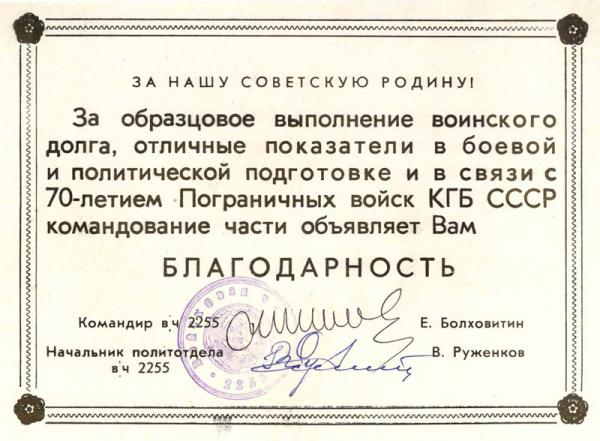 ЗА НАШУ СОВЕТСКУЮ РОДИНУ!
За образцовое выполнение воинского
долга, отличные показатели в боевой
и политической подготовке и в связи с
70-летием Пограничных войск КГБ СССР
командование части объявляет Вам
БЛАГОДАРНОСТЬ
Командир в/ч 2255 Е. Болховитин
Начальник политотдела В. Руженков
в/ч 2255